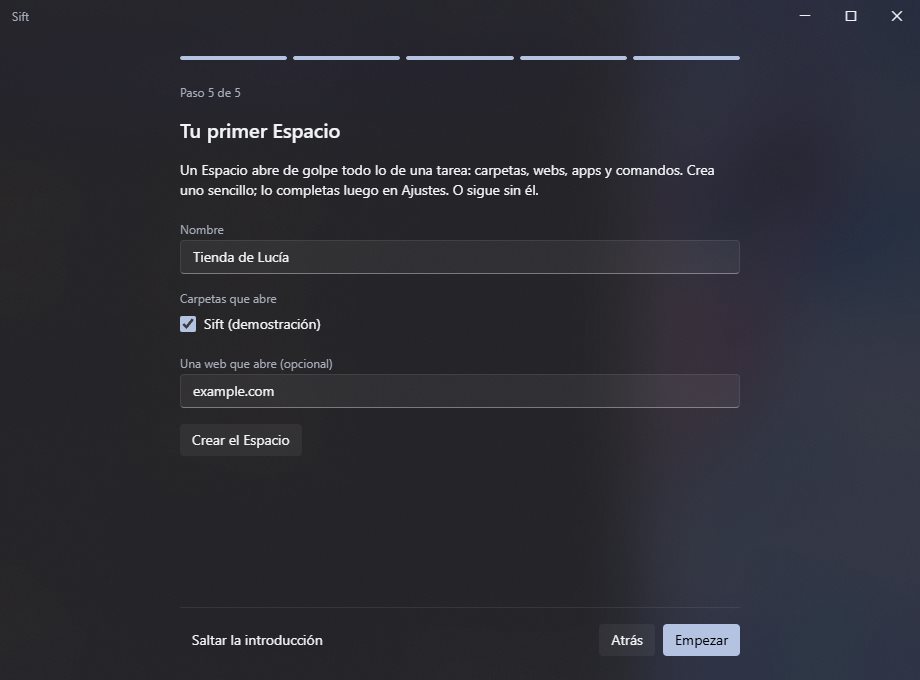 Sift
Paso 5 de 5
Tu primer Espacio
Un Espacio abre de golpe todo lo de una tarea: carpetas, webs, apps y comandos. Crea
uno sencillo; lo completas luego en Ajustes. O sigue sin él.
Nombre
Tienda de Lucía
Carpetas que abre
Sift (demostración)
Una web que abre (opcional)
example.com
Crear el Espacio
Saltar la introducción
Atrás
Empezar